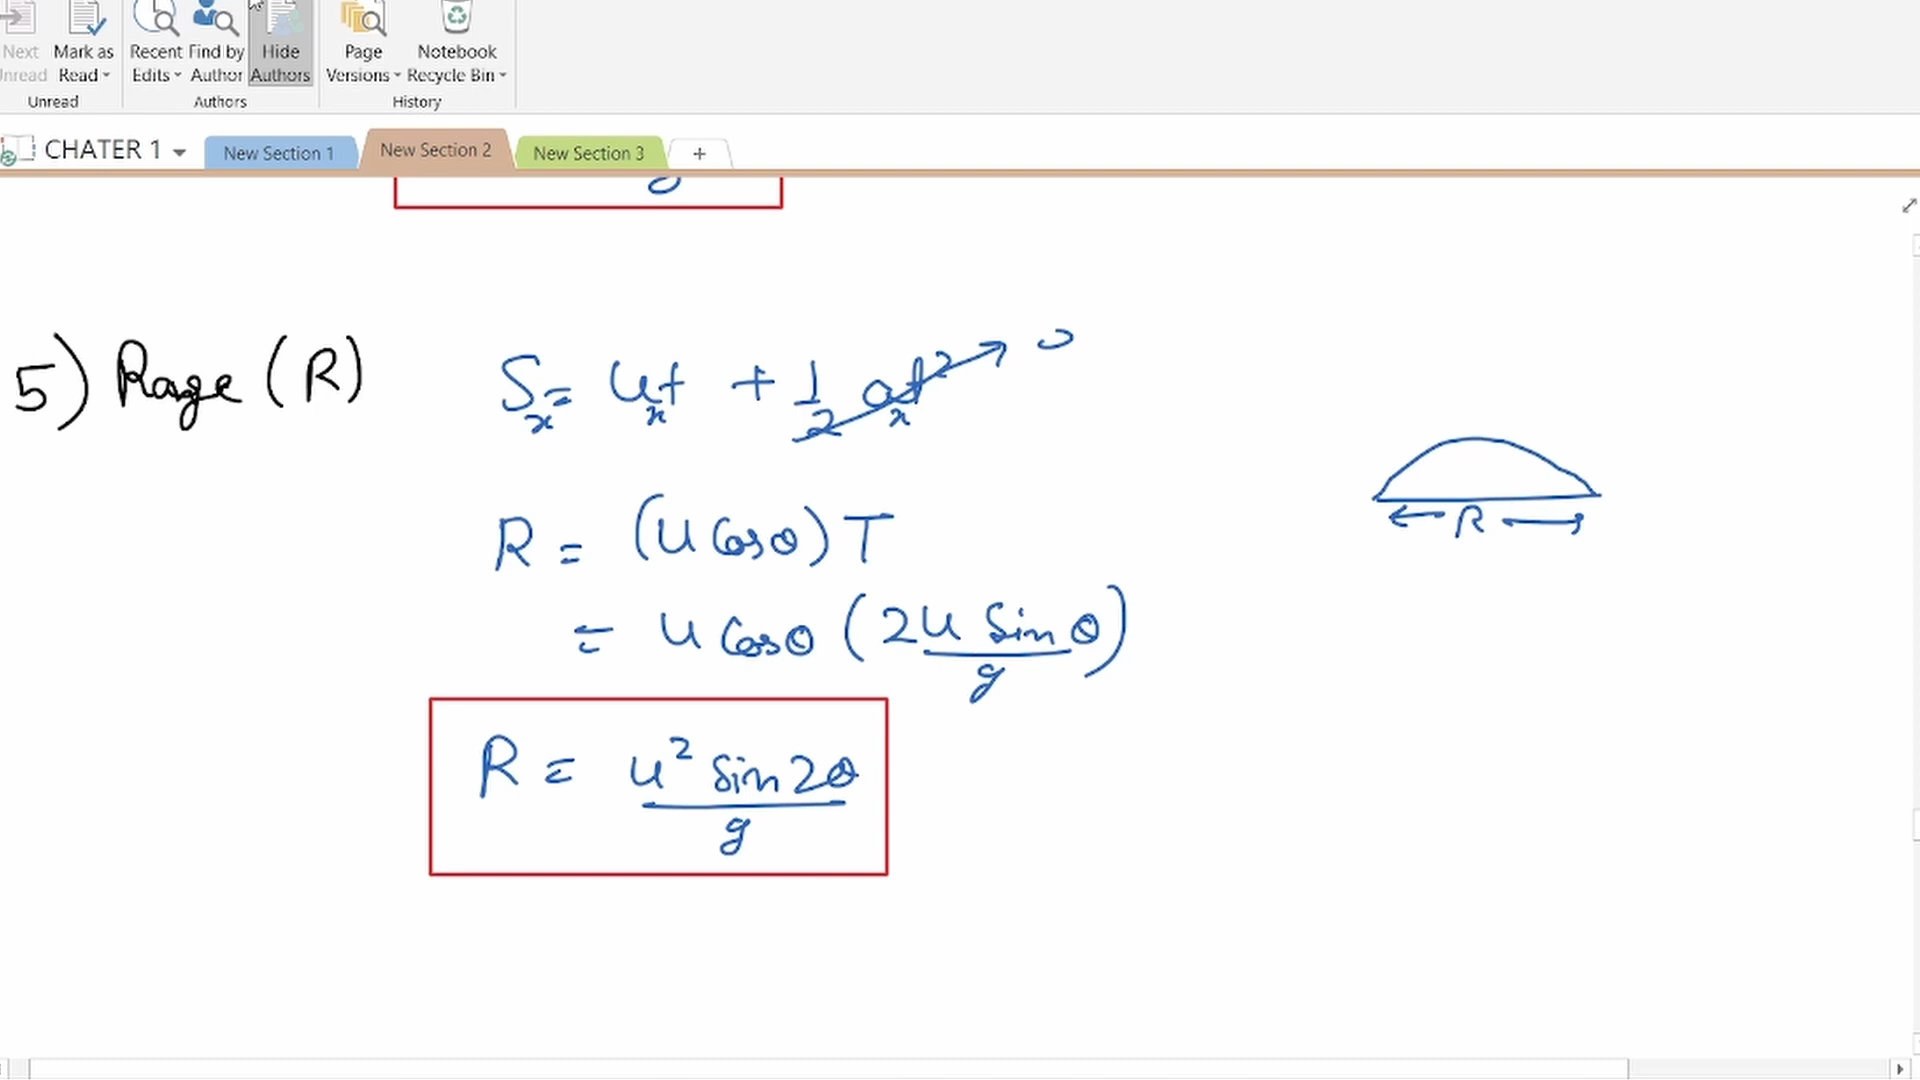 Next Unread
Mark as Read
Recent Edits
Find by Author
Hide Authors
Page Versions
Notebook Recycle Bin
Unread
Authors
History
CHATER 1
New Section 1
New Section 2
New Section 3
+
5) Rage (R)
Sₓ = uₓt + 1/2 aₓt² → 0
R = (u Cosθ) T
= u Cosθ (2u Sinθ / g)
R = u² Sin2θ / g
← R →